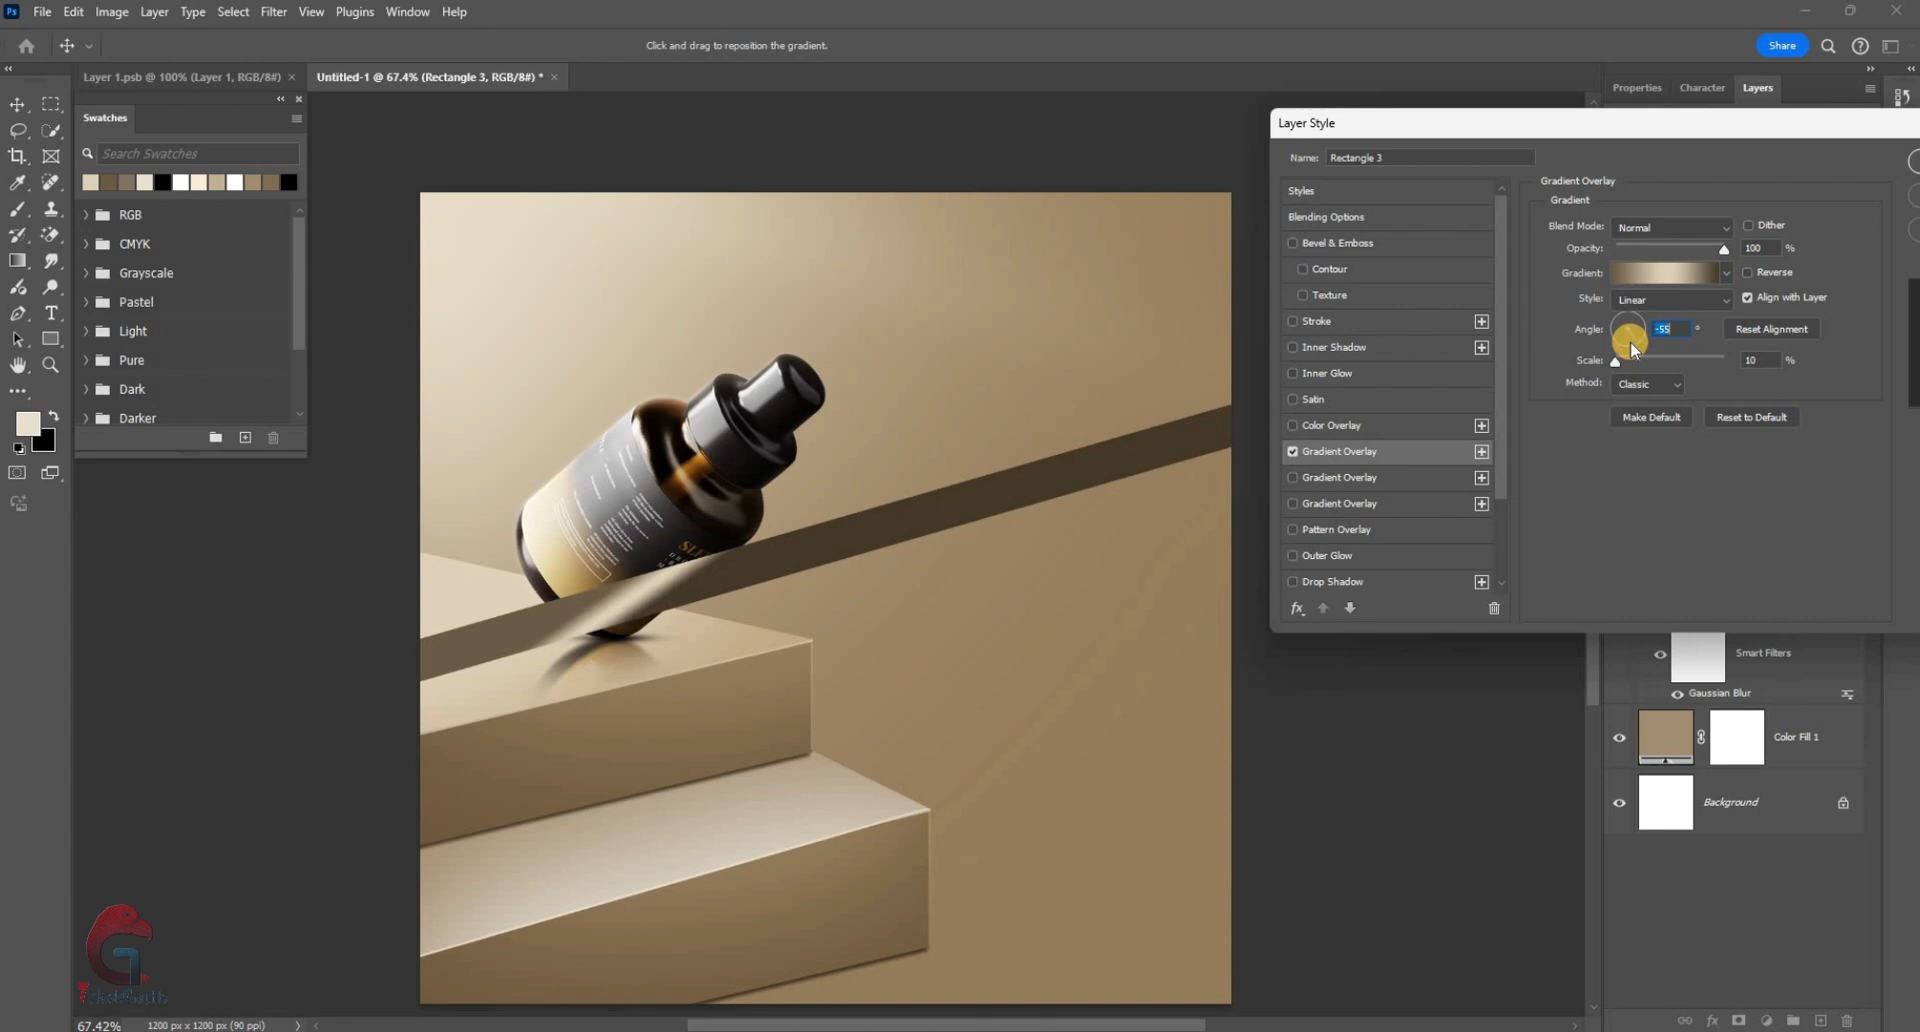 Ps File Edit Image Layer Type Select Filter View Plugins Window Help
Click and drag to reposition the gradient.
Share
Layer 1.psb @ 100% (Layer 1, RGB/8#) ×
Untitled-1 @ 67.4% (Rectangle 3, RGB/8#) * ×
Properties Character Layers
Swatches
Search Swatches
RGB
CMYK
Grayscale
Pastel
Light
Pure
Dark
Darker
Layer Style
Name: Rectangle 3
Styles
Blending Options
Bevel & Emboss
Contour
Texture
Stroke
Inner Shadow
Inner Glow
Satin
Color Overlay
Gradient Overlay
Gradient Overlay
Gradient Overlay
Pattern Overlay
Outer Glow
Drop Shadow
fx
Gradient Overlay
Gradient
Blend Mode: Normal Dither
Opacity: 100 %
Gradient: Reverse
Style: Linear Align with Layer
Angle: -55 ° Reset Alignment
Scale: 10 %
Method: Classic
Make Default Reset to Default
Smart Filters
Gaussian Blur
Color Fill 1
Background
fx
67.42% 1200 px x 1200 px (90 ppi)